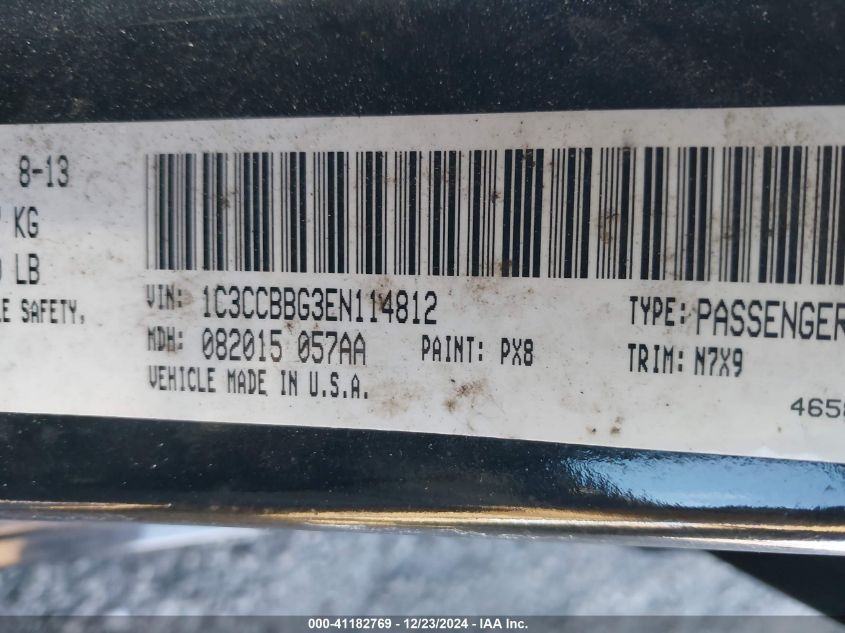 8-13
KG
LB
SAFETY.
VIN: 1C3CCBBG3EN114812 TYPE: PASSENGER
MDH: 082015 057AA PAINT: PX8 TRIM: N7X9
VEHICLE MADE IN U.S.A.
465
000-41182769 - 12/23/2024 - IAA Inc.